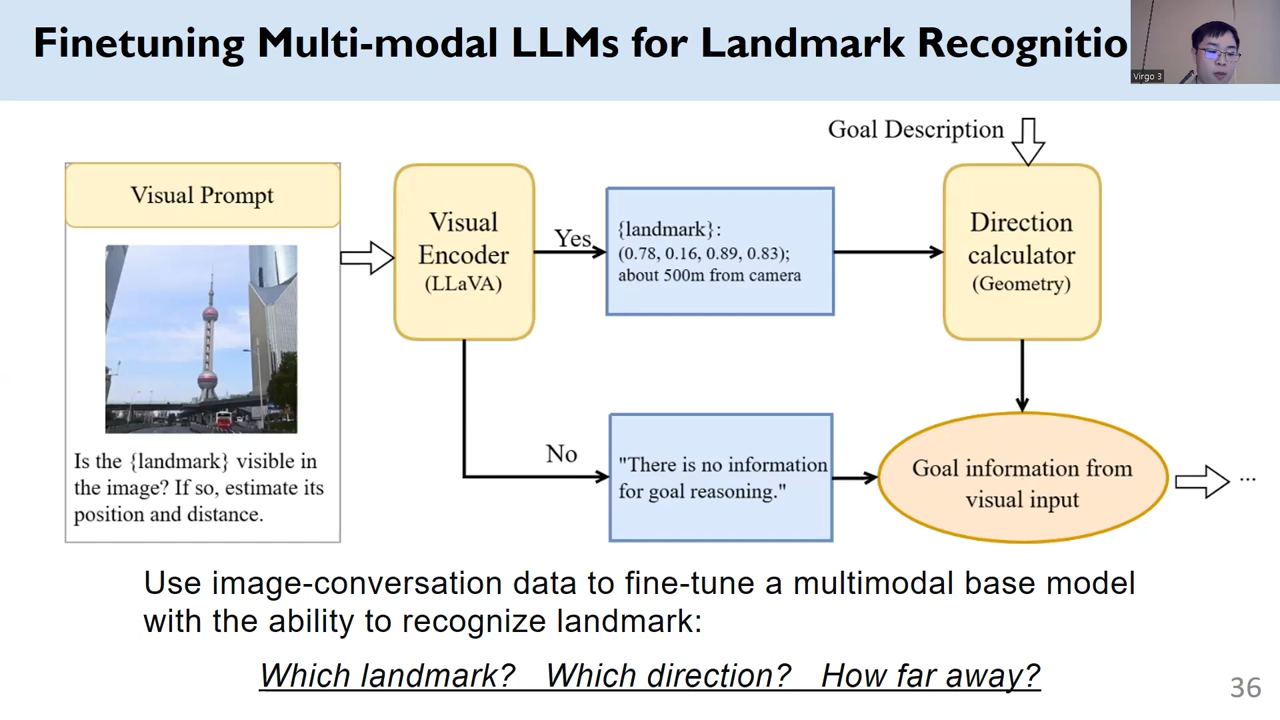 Finetuning Multi-modal LLMs for Landmark Recognitio
Virgo 3
Goal Description
Visual Prompt
Is the {landmark} visible in
the image? If so, estimate its
position and distance.
Visual
Encoder
(LLaVA)
Yes
{landmark}:
(0.78, 0.16, 0.89, 0.83);
about 500m from camera
Direction
calculator
(Geometry)
No
"There is no information
for goal reasoning."
Goal information from
visual input
...
Use image-conversation data to fine-tune a multimodal base model
with the ability to recognize landmark:
Which landmark? Which direction? How far away?
36